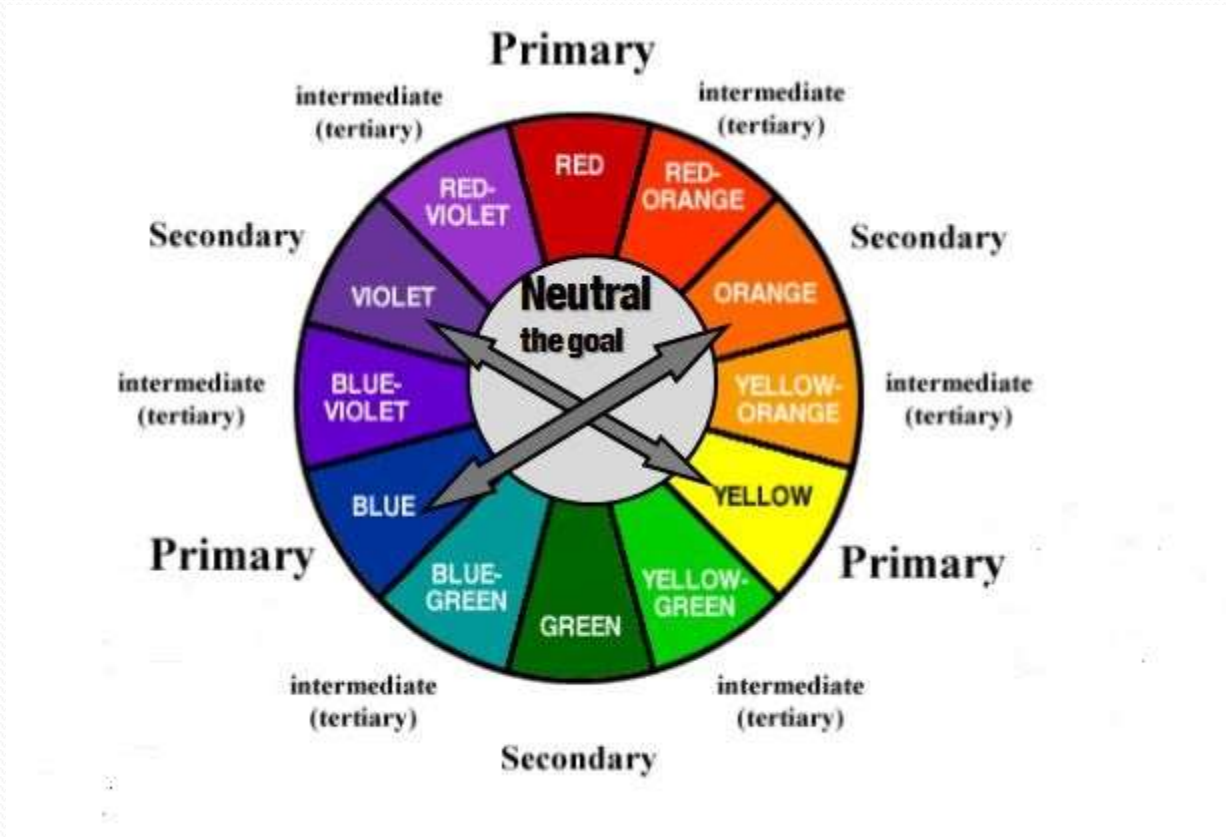 Primary
intermediate
(tertiary)
intermediate
(tertiary)
RED
RED-
ORANGE
RED-
VIOLET
Secondary
Secondary
VIOLET
Neutral
the goal
ORANGE
intermediate
(tertiary)
BLUE-
VIOLET
YELLOW-
ORANGE
intermediate
(tertiary)
BLUE
YELLOW
Primary
Primary
BLUE-
GREEN
GREEN
YELLOW-
GREEN
intermediate
(tertiary)
intermediate
(tertiary)
Secondary